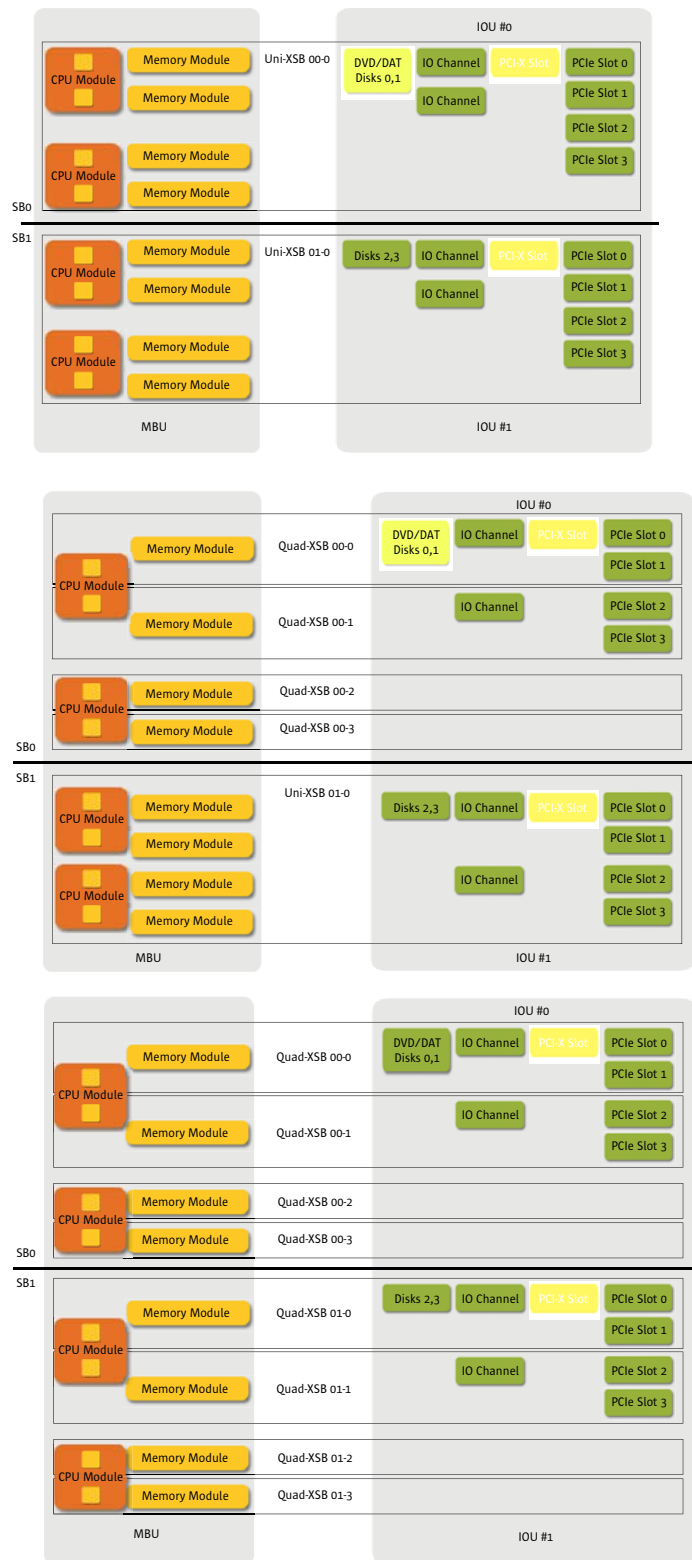 IOU #0
CPU Module
Memory Module
Uni-XSB 00-0
DVD/DAT
Disks 0,1
IO Channel
PCI-X Slot
PCIe Slot 0
Memory Module
IO Channel
PCIe Slot 1
PCIe Slot 2
CPU Module
Memory Module
PCIe Slot 3
Memory Module
SB0
SB1
CPU Module
Memory Module
Uni-XSB 01-0
Disks 2,3
IO Channel
PCI-X Slot
PCIe Slot 0
Memory Module
IO Channel
PCIe Slot 1
PCIe Slot 2
CPU Module
Memory Module
PCIe Slot 3
Memory Module
MBU
IOU #1
IOU #0
Memory Module
Quad-XSB 00-0
DVD/DAT
Disks 0,1
IO Channel
PCI-X Slot
PCIe Slot 0
PCIe Slot 1
CPU Module
Memory Module
Quad-XSB 00-1
IO Channel
PCIe Slot 2
PCIe Slot 3
CPU Module
Memory Module
Quad-XSB 00-2
Memory Module
Quad-XSB 00-3
SB0
SB1
Uni-XSB 01-0
CPU Module
Memory Module
Disks 2,3
IO Channel
PCI-X Slot
PCIe Slot 0
Memory Module
PCIe Slot 1
CPU Module
Memory Module
IO Channel
PCIe Slot 2
Memory Module
PCIe Slot 3
MBU
IOU #1
IOU #0
Memory Module
Quad-XSB 00-0
DVD/DAT
Disks 0,1
IO Channel
PCI-X Slot
PCIe Slot 0
PCIe Slot 1
CPU Module
Memory Module
Quad-XSB 00-1
IO Channel
PCIe Slot 2
PCIe Slot 3
CPU Module
Memory Module
Quad-XSB 00-2
Memory Module
Quad-XSB 00-3
SB0
SB1
Memory Module
Quad-XSB 01-0
Disks 2,3
IO Channel
PCI-X Slot
PCIe Slot 0
PCIe Slot 1
CPU Module
Memory Module
Quad-XSB 01-1
IO Channel
PCIe Slot 2
PCIe Slot 3
CPU Module
Memory Module
Quad-XSB 01-2
Memory Module
Quad-XSB 01-3
MBU
IOU #1